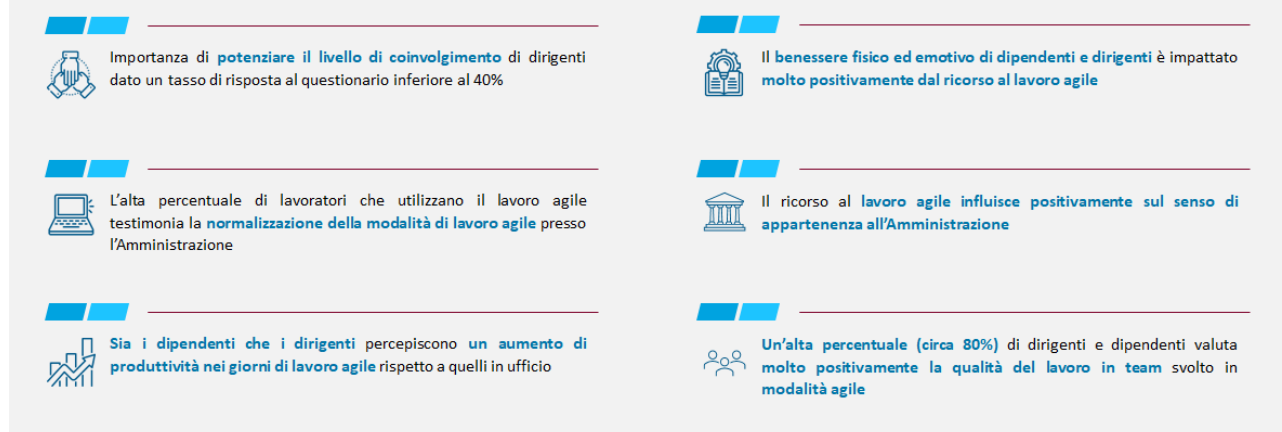 Importanza di potenziare il livello di coinvolgimento di dirigenti
dato un tasso di risposta al questionario inferiore al 40%
L'alta percentuale di lavoratori che utilizzano il lavoro agile
testimonia la normalizzazione della modalità di lavoro agile presso
l'Amministrazione
Sia i dipendenti che i dirigenti percepiscono un aumento di
produttività nei giorni di lavoro agile rispetto a quelli in ufficio
Il benessere fisico ed emotivo di dipendenti e dirigenti è impattato
molto positivamente dal ricorso al lavoro agile
Il ricorso al lavoro agile influisce positivamente sul senso di
appartenenza all'Amministrazione
Un'alta percentuale (circa 80%) di dirigenti e dipendenti valuta
molto positivamente la qualità del lavoro in team svolto in
modalità agile